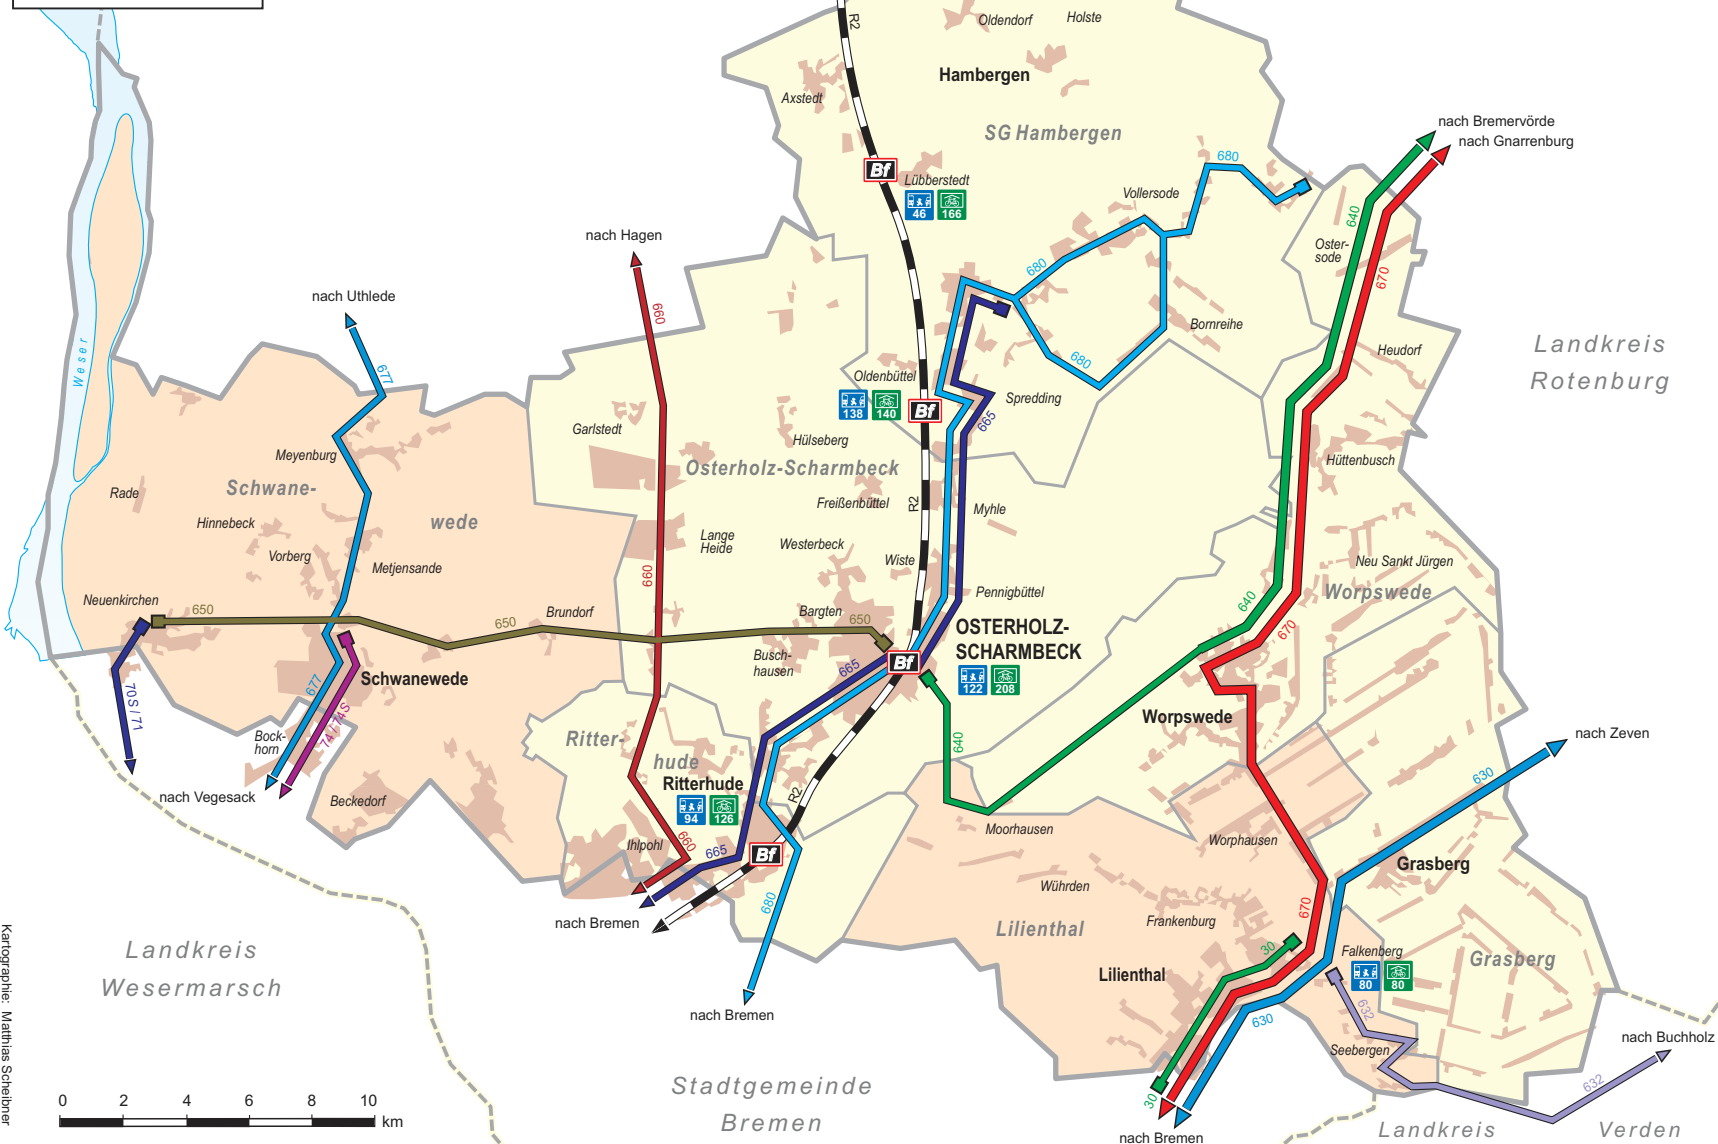 R2
Oldendorf
Holste
Hambergen
Axstedt
SG Hambergen
nach Bremervörde
nach Gnarrenburg
680
Bf
Lübberstedt
46
166
Vollersode
640
Oster-
sode
nach Hagen
680
670
nach Uthlede
660
Bornreihe
Weser
677
680
Heudorf
Landkreis
Rotenburg
Oldenbüttel
138
140
Bf
Spredding
665
Garlstedt
Hülseberg
Meyenburg
Osterholz-Scharmbeck
Hüttenbusch
Rade
Schwane-
wede
Freißenbüttel
R2
Myhle
Hinnebeck
Lange
Heide
Westerbeck
Wiste
Vorberg
Metjensande
Neu Sankt Jürgen
660
Pennigbüttel
Worpswede
Neuenkirchen
650
650
Brundorf
Bargten
650
640
670
OSTERHOLZ-
SCHARMBECK
Busch-
hausen
665
Bf
122
208
Schwanewede
677
70S / 71
74 / 74S
Worpswede
Bock-
horn
Ritter-
hude
640
nach Zeven
Ritterhude
94
126
630
nach Vegesack
R2
Beckedorf
Moorhausen
Worphausen
Ihlpohl
660
665
Bf
Grasberg
Wührden
680
670
Frankenburg
nach Bremen
Lilienthal
30
Falkenberg
80
80
Grasberg
Landkreis
Wesermarsch
Lilienthal
632
nach Bremen
630
Seebergen
nach Buchholz
Kartographie: Matthias Scheibner
Stadtgemeinde
Bremen
632
30
0 2 4 6 8 10
km
nach Bremen
Landkreis Verden